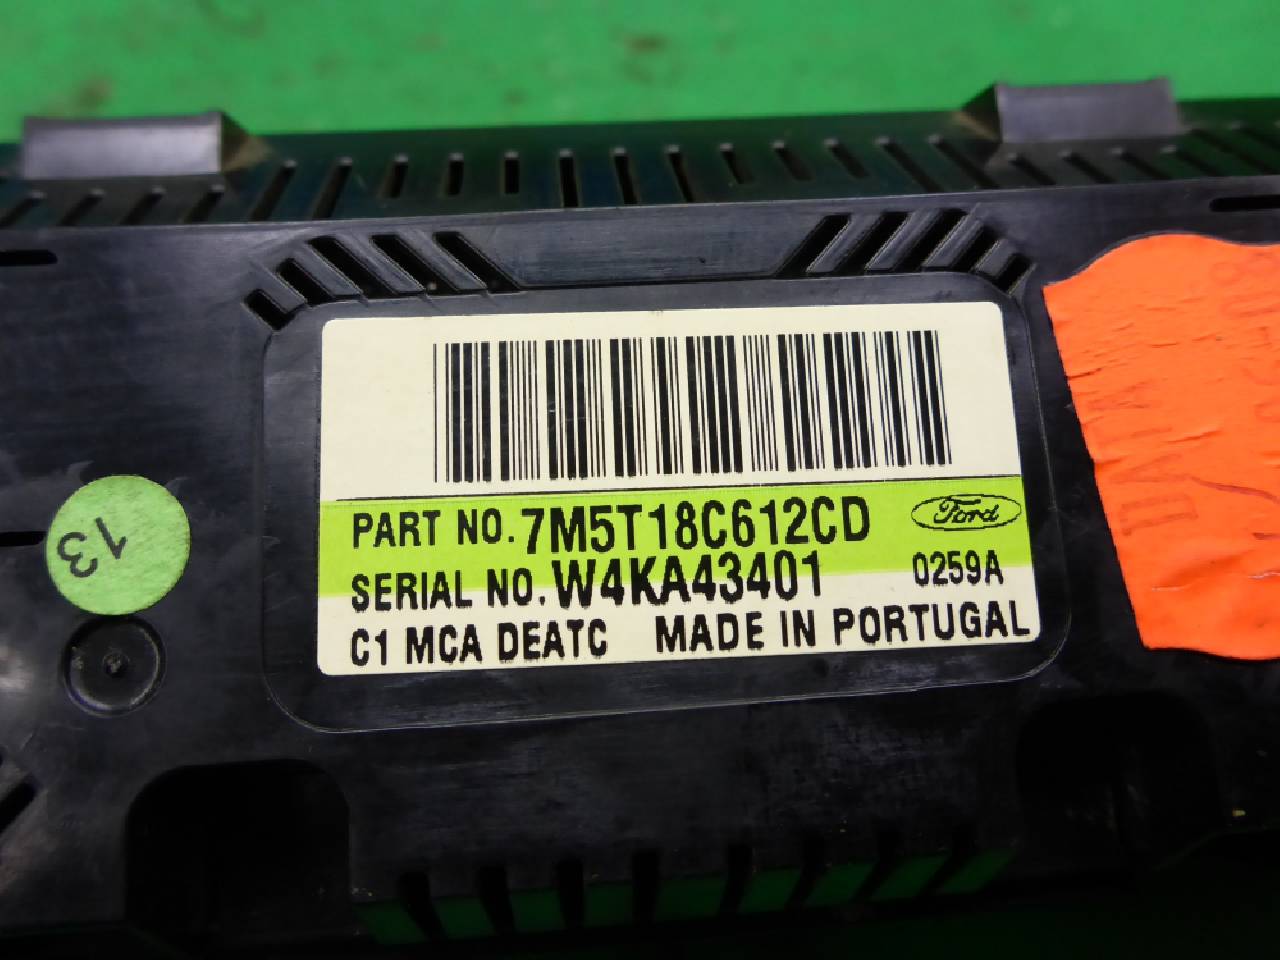 PART NO. 7M5T18C612CD Ford
SERIAL NO. W4KA43401 0259A
C1 MCA DEATC MADE IN PORTUGAL
13